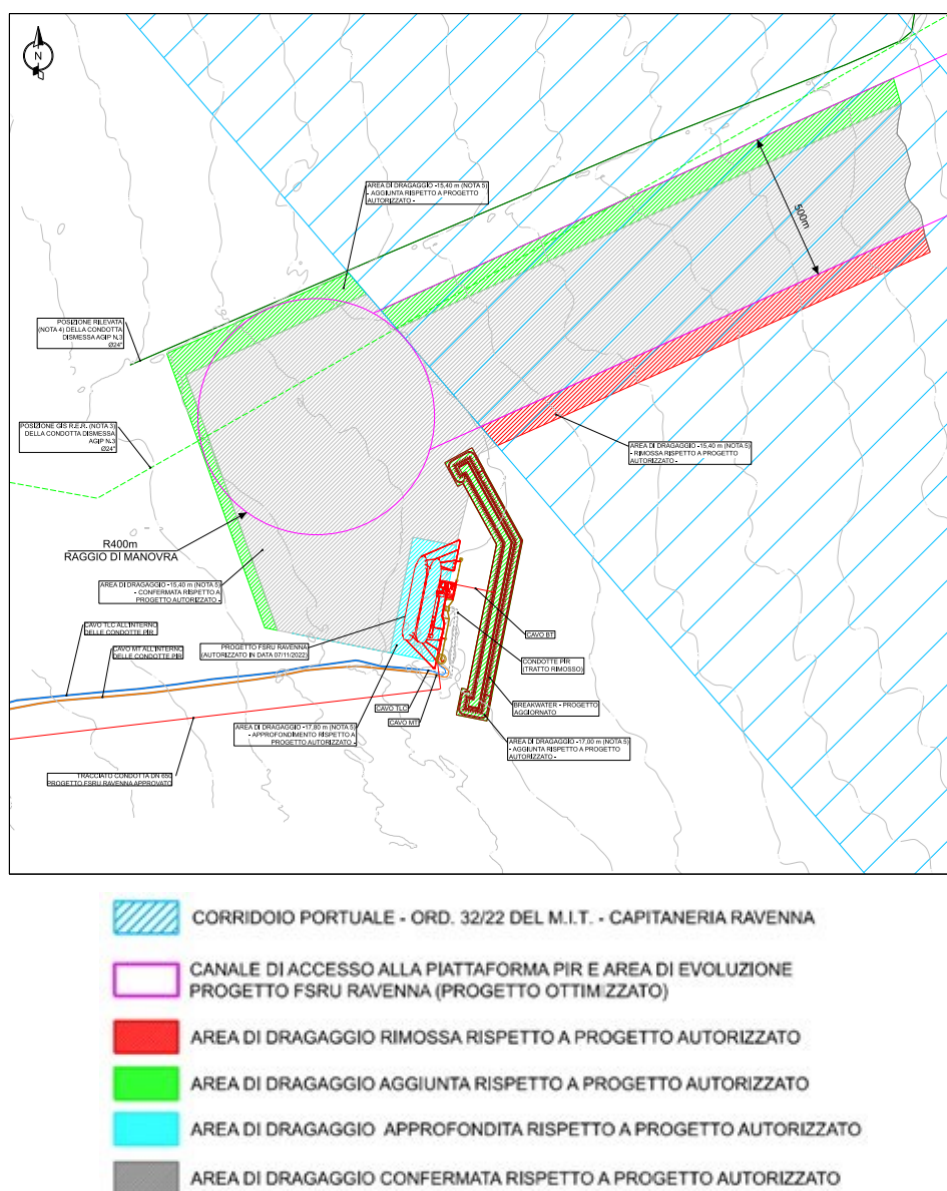 N
AREA DI DRAGAGGIO -15,40 m (NOTA 5)
- AGGIUNTA RISPETTO A PROGETTO
AUTORIZZATO -
500m
POSIZIONE RILEVATA
(NOTA 4) DELLA CONDOTTA
DISMESSA AGIP N.3
Ø24"
POSIZIONE GIS R.E.R. (NOTA 3)
DELLA CONDOTTA DISMESSA
AGIP N.3
Ø24"
AREA DI DRAGAGGIO -15,40 m (NOTA 5)
- RIMOSSA RISPETTO A PROGETTO
AUTORIZZATO -
R400m
RAGGIO DI MANOVRA
AREA DI DRAGAGGIO -15,40 m (NOTA 5)
- CONFERMATA RISPETTO A
PROGETTO AUTORIZZATO -
CAVO TLC ALL'INTERNO
DELLE CONDOTTE PIR
CAVO MT ALL'INTERNO
DELLE CONDOTTE PIR
PROGETTO FSRU RAVENNA
(AUTORIZZATO IN DATA 07/11/2022)
CAVO BT
CONDOTTE PIR
(TRATTO RIMOSSO)
BREAKWATER - PROGETTO
AGGIORNATO
CAVO TLC
CAVO MT
AREA DI DRAGAGGIO -17,80 m (NOTA 5)
- APPROFONDIMENTO RISPETTO A
PROGETTO AUTORIZZATO -
AREA DI DRAGAGGIO -17,00 m (NOTA 5)
- AGGIUNTA RISPETTO A PROGETTO
AUTORIZZATO -
TRACCIATO CONDOTTA DN 650
PROGETTO FSRU RAVENNA APPROVATO
CORRIDOIO PORTUALE - ORD. 32/22 DEL M.I.T. - CAPITANERIA RAVENNA
CANALE DI ACCESSO ALLA PIATTAFORMA PIR E AREA DI EVOLUZIONE
PROGETTO FSRU RAVENNA (PROGETTO OTTIMIZZATO)
AREA DI DRAGAGGIO RIMOSSA RISPETTO A PROGETTO AUTORIZZATO
AREA DI DRAGAGGIO AGGIUNTA RISPETTO A PROGETTO AUTORIZZATO
AREA DI DRAGAGGIO APPROFONDITA RISPETTO A PROGETTO AUTORIZZATO
AREA DI DRAGAGGIO CONFERMATA RISPETTO A PROGETTO AUTORIZZATO